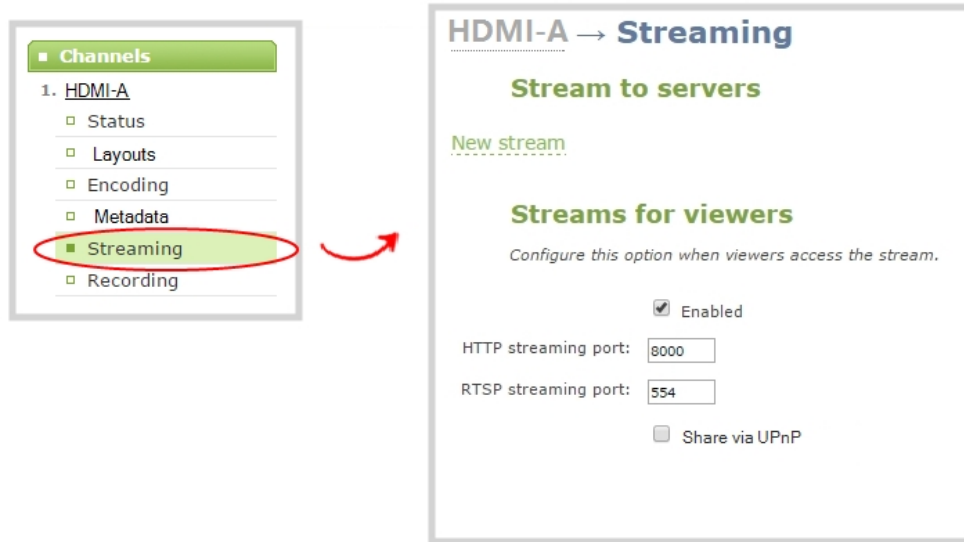 Channels
1. HDMI-A
Status
Layouts
Encoding
Metadata
Streaming
Recording
HDMI-A → Streaming
Stream to servers
New stream
Streams for viewers
Configure this option when viewers access the stream.
Enabled
HTTP streaming port: 8000
RTSP streaming port: 554
Share via UPnP